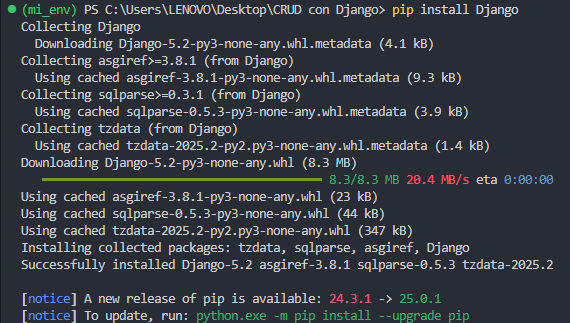 (mi_env) PS C:\Users\LENOVO\Desktop\CRUD con Django> pip install Django
Collecting Django
  Downloading Django-5.2-py3-none-any.whl.metadata (4.1 kB)
Collecting asgiref>=3.8.1 (from Django)
  Using cached asgiref-3.8.1-py3-none-any.whl.metadata (9.3 kB)
Collecting sqlparse>=0.3.1 (from Django)
  Using cached sqlparse-0.5.3-py3-none-any.whl.metadata (3.9 kB)
Collecting tzdata (from Django)
  Using cached tzdata-2025.2-py2.py3-none-any.whl.metadata (1.4 kB)
Downloading Django-5.2-py3-none-any.whl (8.3 MB)
8.3/8.3 MB 20.4 MB/s eta 0:00:00
Using cached asgiref-3.8.1-py3-none-any.whl (23 kB)
Using cached sqlparse-0.5.3-py3-none-any.whl (44 kB)
Using cached tzdata-2025.2-py2.py3-none-any.whl (347 kB)
Installing collected packages: tzdata, sqlparse, asgiref, Django
Successfully installed Django-5.2 asgiref-3.8.1 sqlparse-0.5.3 tzdata-2025.2
[notice] A new release of pip is available: 24.3.1 -> 25.0.1
[notice] To update, run: python.exe -m pip install --upgrade pip